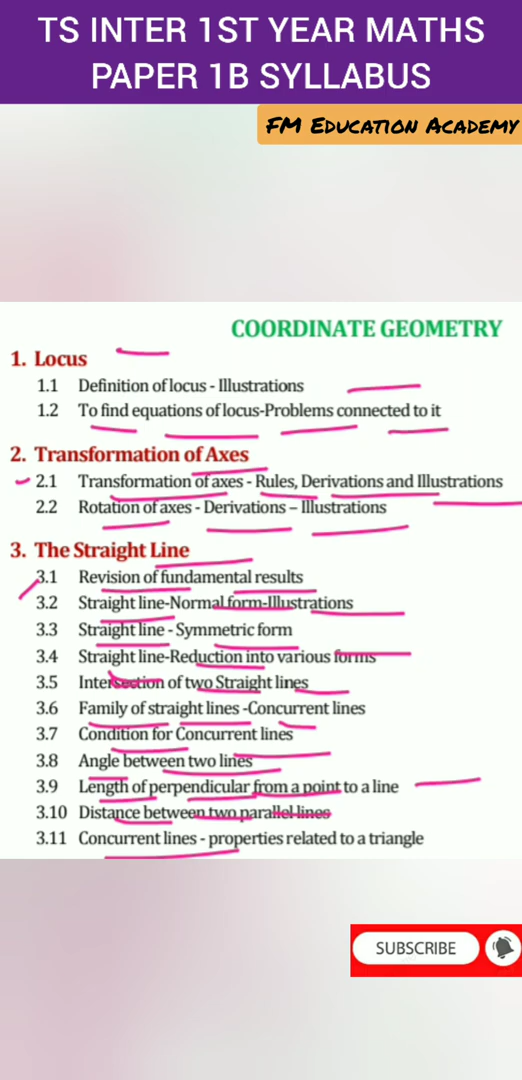 TS INTER 1ST YEAR MATHS
PAPER 1B SYLLABUS
FM EDUCATION ACADEMY
COORDINATE GEOMETRY
1. Locus
1.1 Definition of locus - Illustrations
1.2 To find equations of locus-Problems connected to it
2. Transformation of Axes
2.1 Transformation of axes - Rules, Derivations and Illustrations
2.2 Rotation of axes - Derivations – Illustrations
3. The Straight Line
3.1 Revision of fundamental results
3.2 Straight line-Normal form-Illustrations
3.3 Straight line - Symmetric form
3.4 Straight line-Reduction into various forms
3.5 Intersection of two Straight lines
3.6 Family of straight lines -Concurrent lines
3.7 Condition for Concurrent lines
3.8 Angle between two lines
3.9 Length of perpendicular from a point to a line
3.10 Distance between two parallel lines
3.11 Concurrent lines - properties related to a triangle
SUBSCRIBE